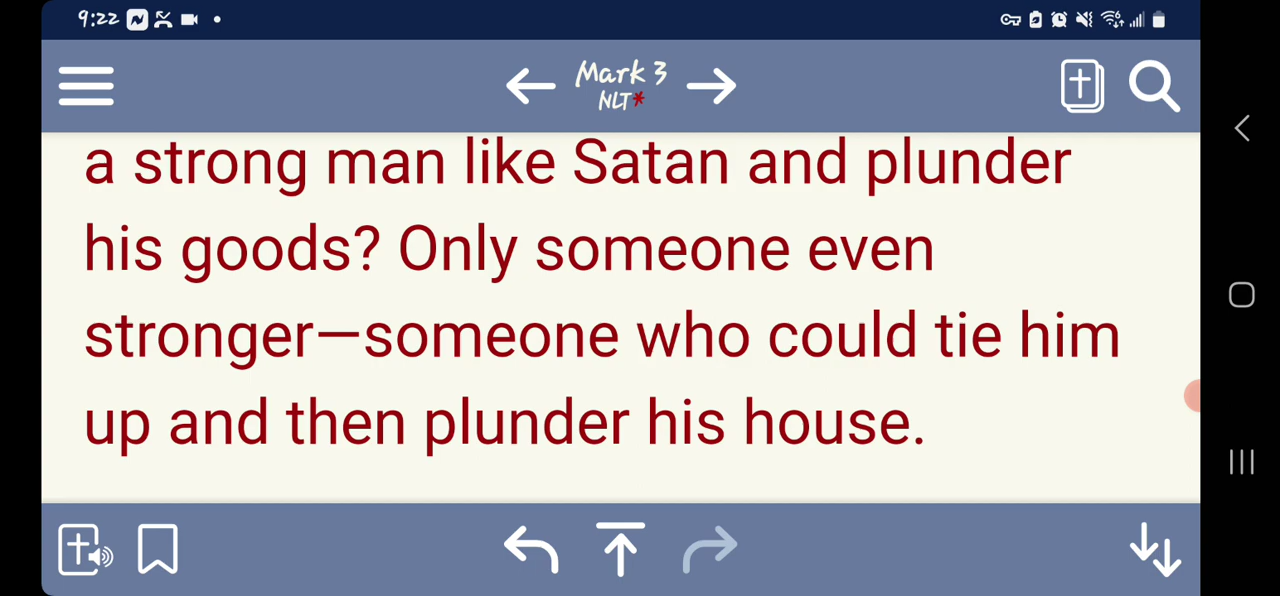 9:22
Mark 3
NLT*
a strong man like Satan and plunder
his goods? Only someone even
stronger—someone who could tie him
up and then plunder his house.